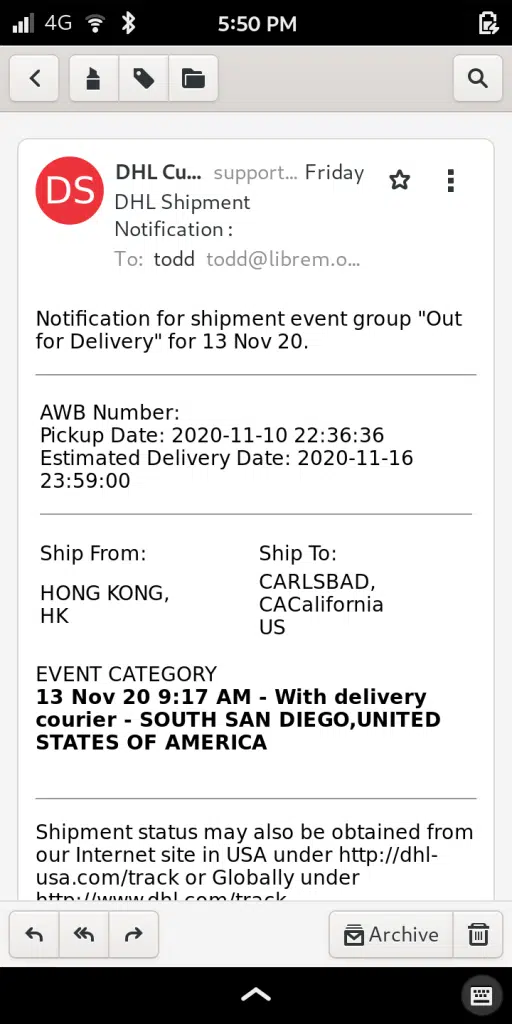 4G 5:50 PM
DS
DHL Cu... support... Friday
DHL Shipment
Notification :
To: todd todd@librem.o...
Notification for shipment event group "Out
for Delivery" for 13 Nov 20.
AWB Number:
Pickup Date: 2020-11-10 22:36:36
Estimated Delivery Date: 2020-11-16
23:59:00
Ship From:
HONG KONG,
HK
Ship To:
CARLSBAD,
CACalifornia
US
EVENT CATEGORY
13 Nov 20 9:17 AM - With delivery
courier - SOUTH SAN DIEGO,UNITED
STATES OF AMERICA
Shipment status may also be obtained from
our Internet site in USA under http://dhl-
usa.com/track or Globally under
http://www.dhl.com/track
Archive